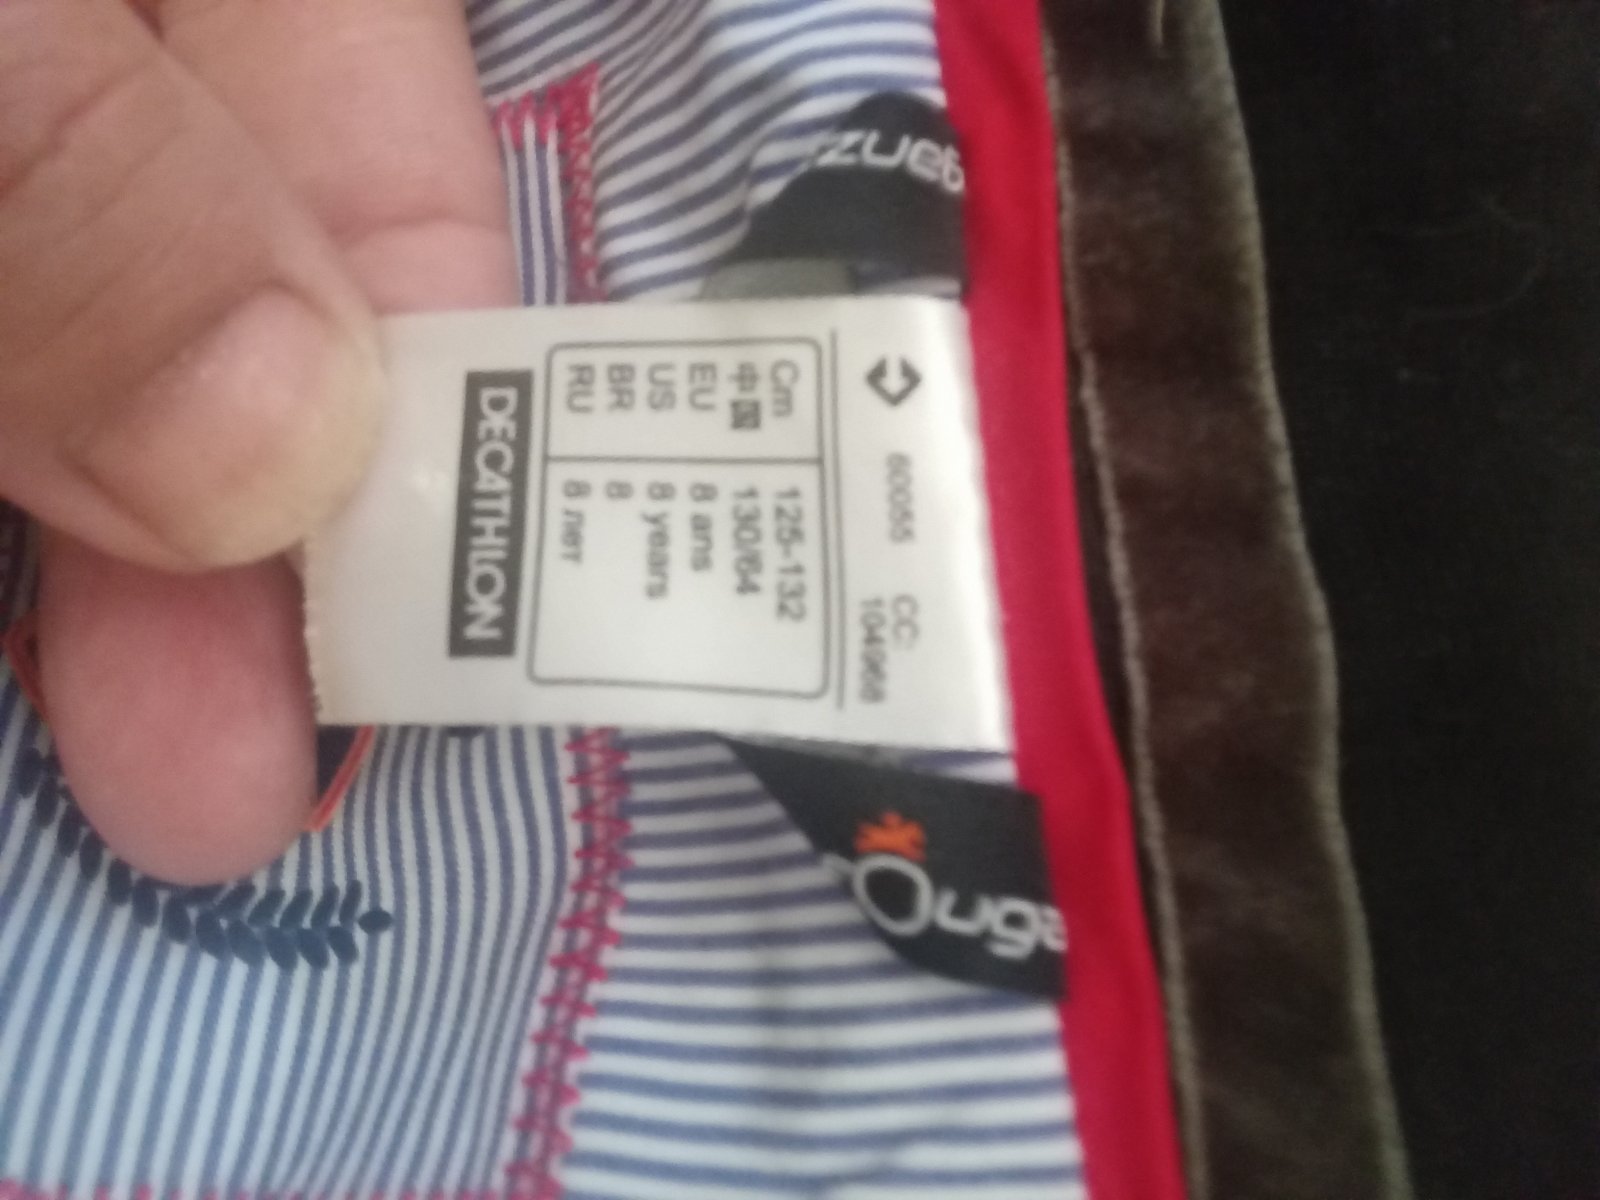 60055 CC:
Cm 125-132
中国 130/64
EU 8 ans
US 8 years
BR 8
RU 8 лет
DECATHLON